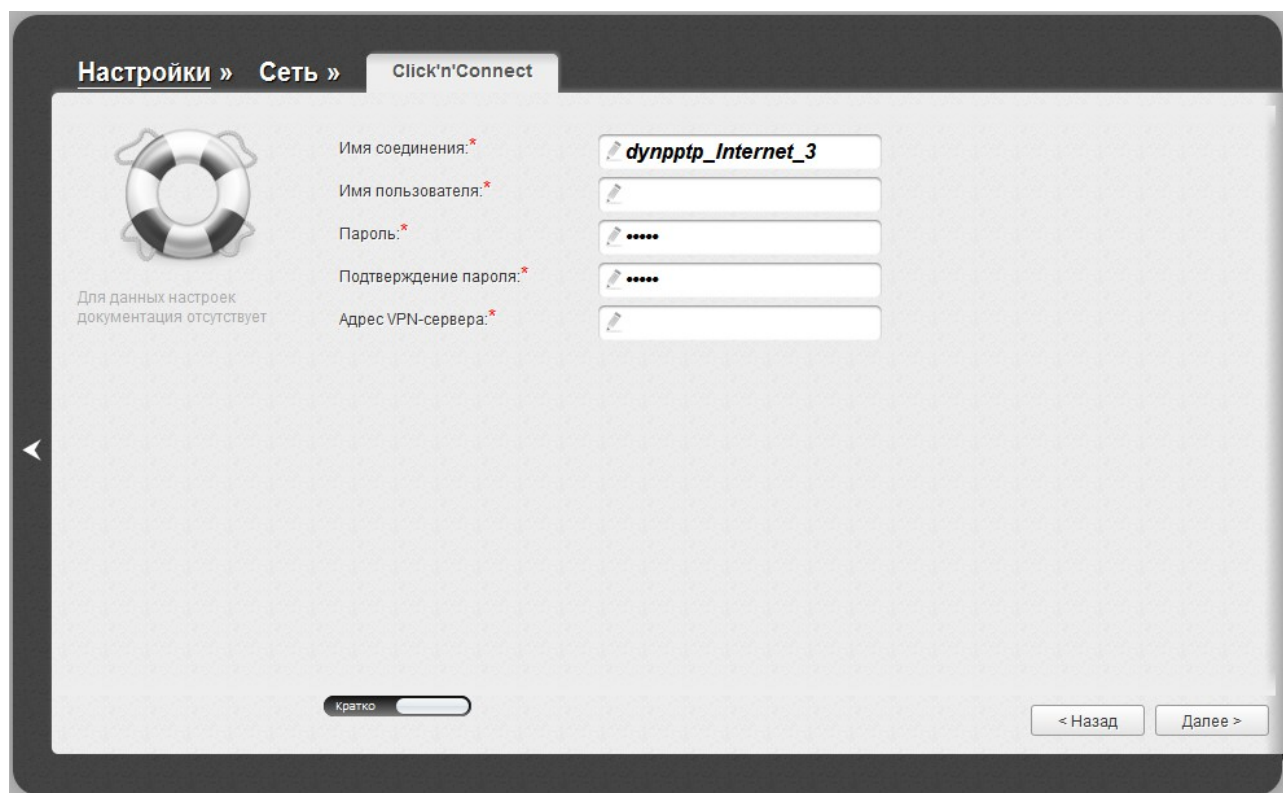 Настройки » Сеть » Click'n'Connect
Имя соединения:* dynpptp_Internet_3
Имя пользователя:*
Пароль:* •••••
Подтверждение пароля:* •••••
Адрес VPN-сервера:*
Для данных настроек
документация отсутствует
Кратко
< Назад Далее >